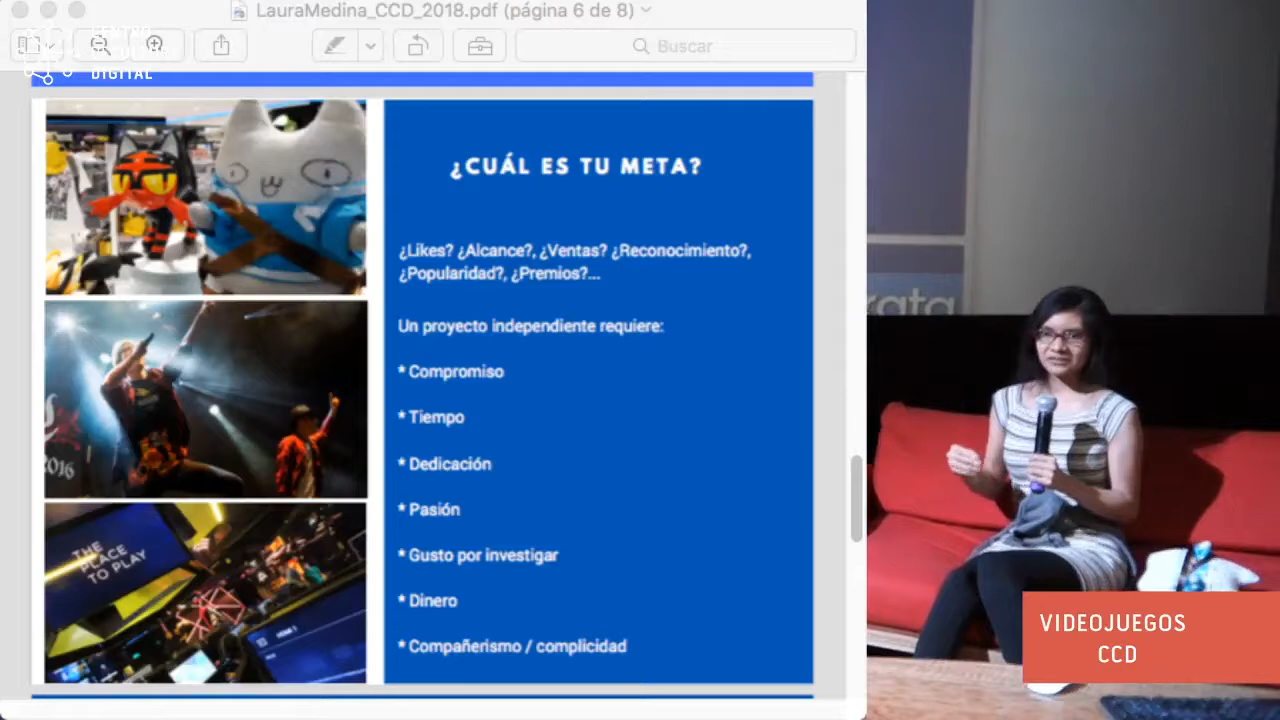 LauraMedina_CCD_2018.pdf (página 6 de 8)
Buscar
DIGITAL
¿CUÁL ES TU META?
¿Likes? ¿Alcance?, ¿Ventas? ¿Reconocimiento?,
¿Popularidad?, ¿Premios?...
Un proyecto independiente requiere:
* Compromiso
* Tiempo
* Dedicación
* Pasión
* Gusto por investigar
* Dinero
* Compañerismo / complicidad
2016
THE
PLACE
TO PLAY
rata
VIDEOJUEGOS
CCD